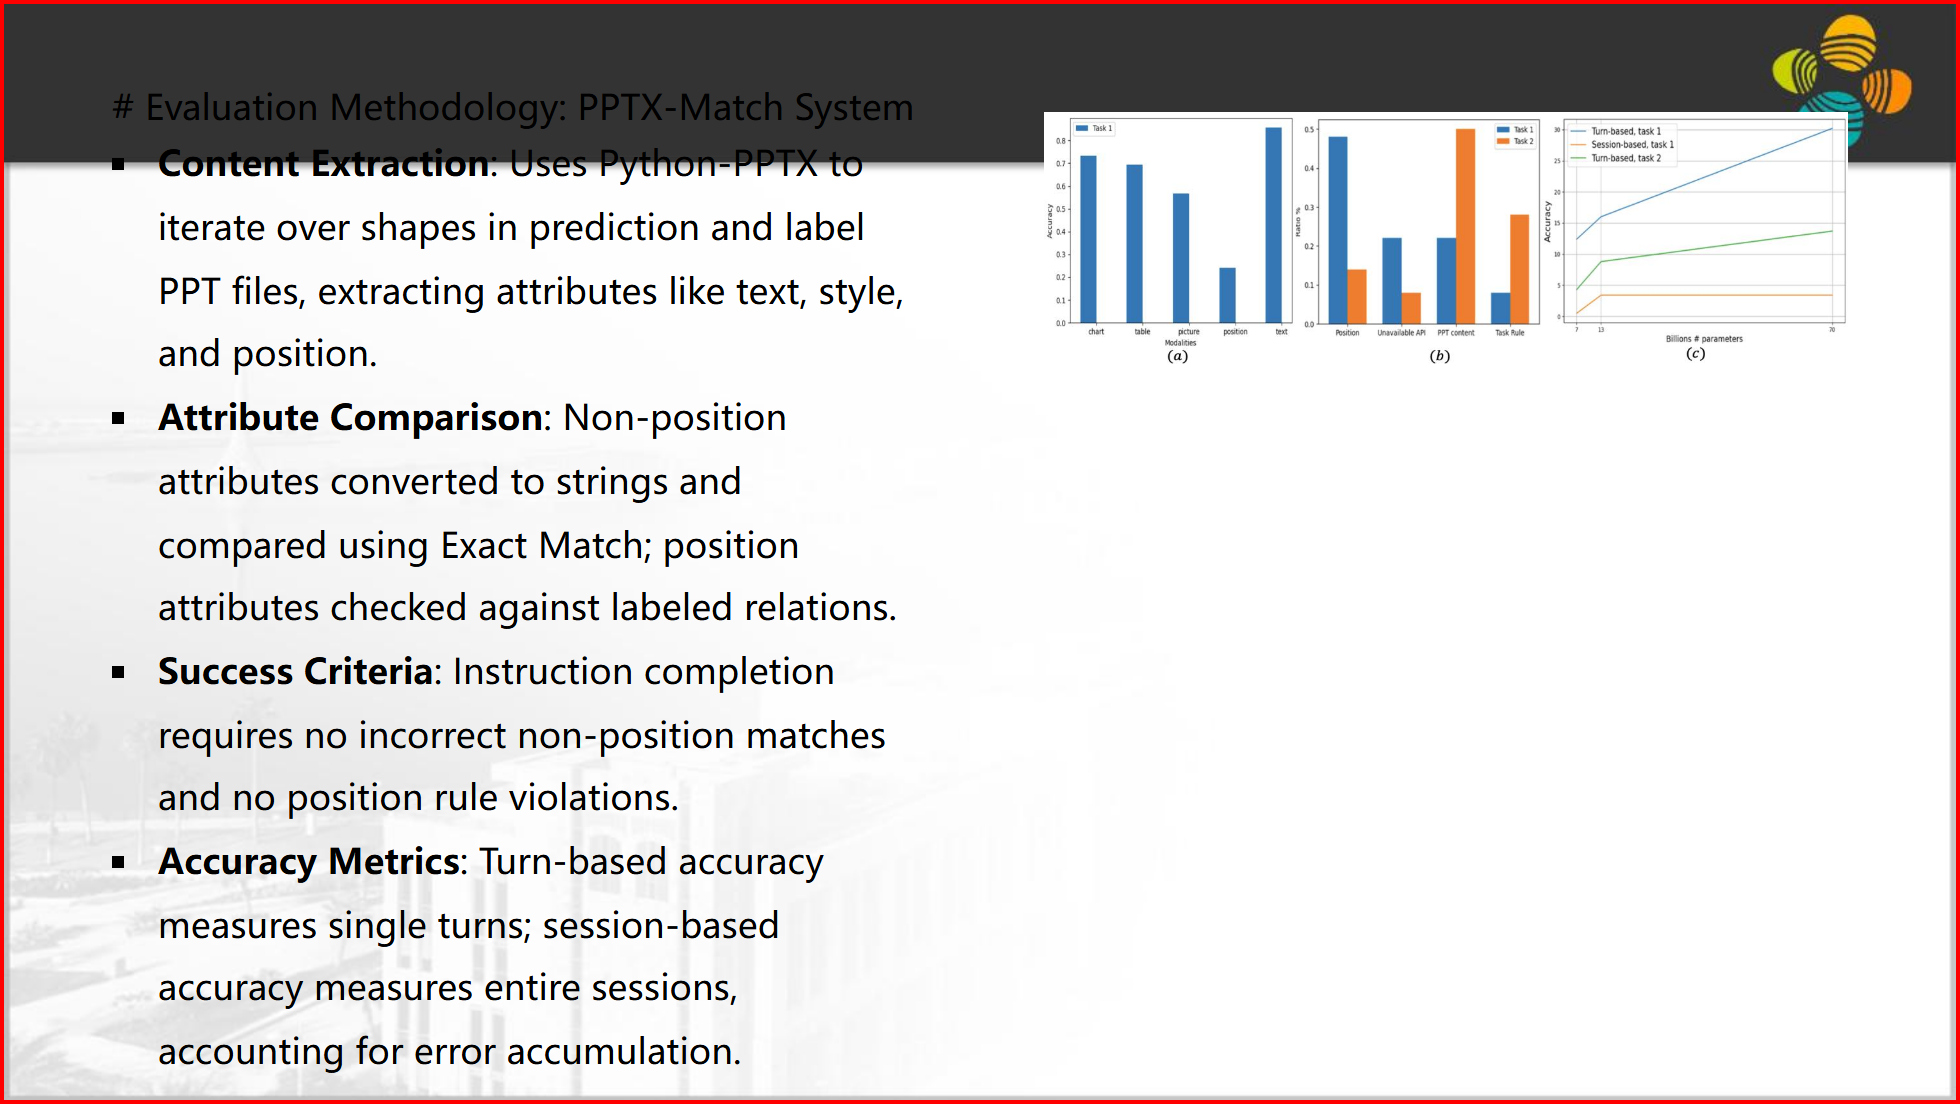 # Evaluation Methodology: PPTX-Match System
▪ Content Extraction: Uses Python-PPTX to
iterate over shapes in prediction and label
PPT files, extracting attributes like text, style,
and position.
▪ Attribute Comparison: Non-position
attributes converted to strings and
compared using Exact Match; position
attributes checked against labeled relations.
▪ Success Criteria: Instruction completion
requires no incorrect non-position matches
and no position rule violations.
▪ Accuracy Metrics: Turn-based accuracy
measures single turns; session-based
accuracy measures entire sessions,
accounting for error accumulation.
Task 1
Accuracy
0.8
0.7
0.6
0.5
0.4
0.3
0.2
0.1
0.0
chart table picture position text
Modalities
(a)
Task 1
Task 2
Ratio %
0.5
0.4
0.3
0.2
0.1
0.0
Position Unavailable API PPT content Task Rule
(b)
Turn-based, task 1
Session-based, task 1
Turn-based, task 2
Accuracy
30
25
20
15
10
5
0
7 13 70
Billions # parameters
(c)